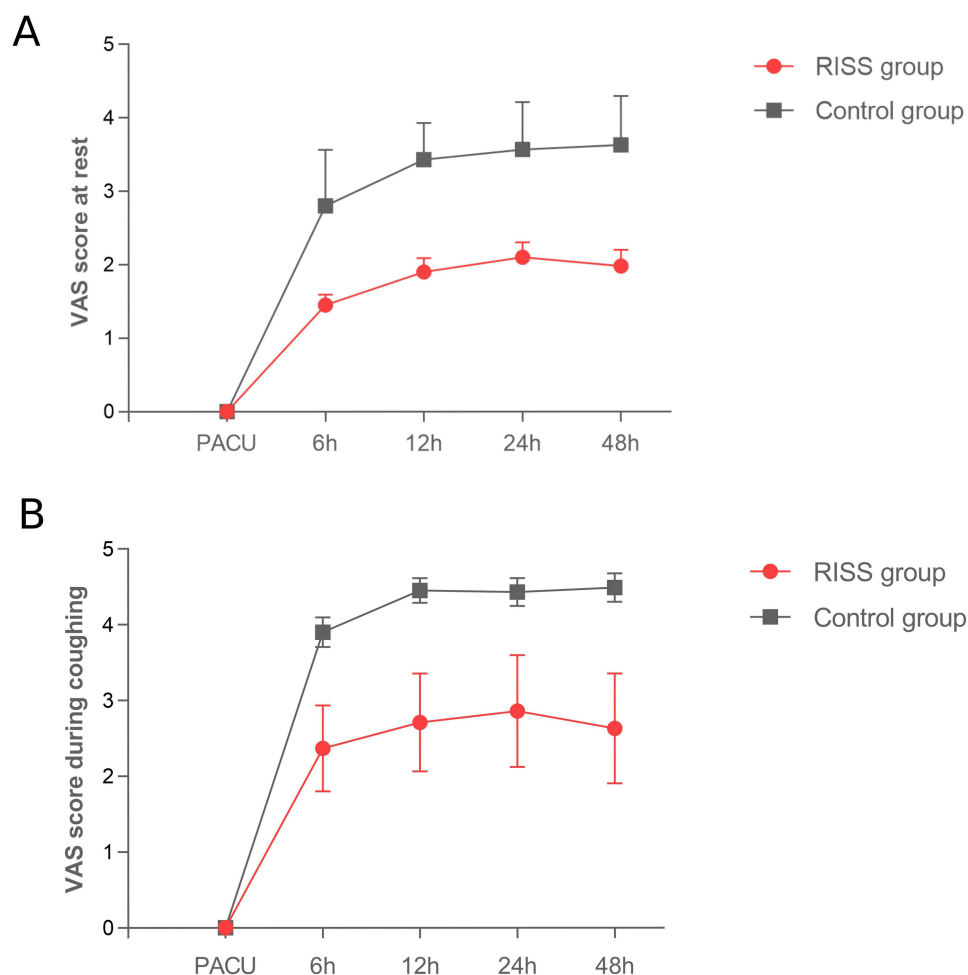 A
5
4
3
2
1
0
VAS score at rest
PACU 6h 12h 24h 48h
RISS group
Control group
B
5
4
3
2
1
0
VAS score during coughing
PACU 6h 12h 24h 48h
RISS group
Control group